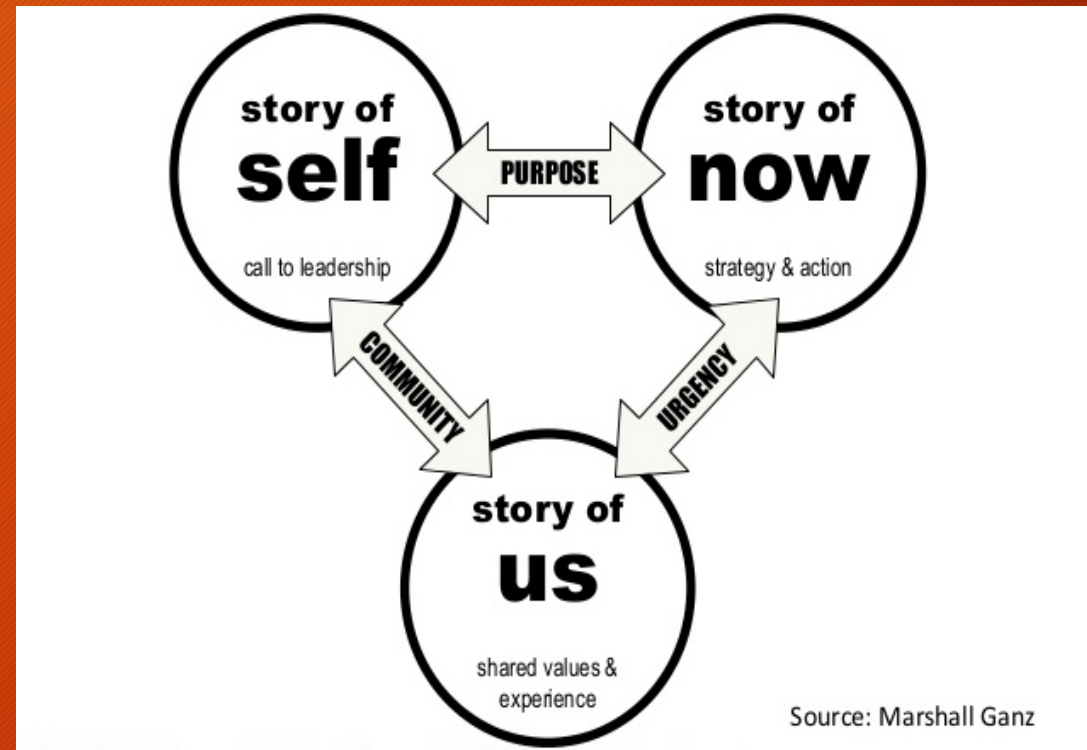 story of
self
call to leadership
PURPOSE
story of
now
strategy & action
COMMUNITY
URGENCY
story of
us
shared values &
experience
Source: Marshall Ganz